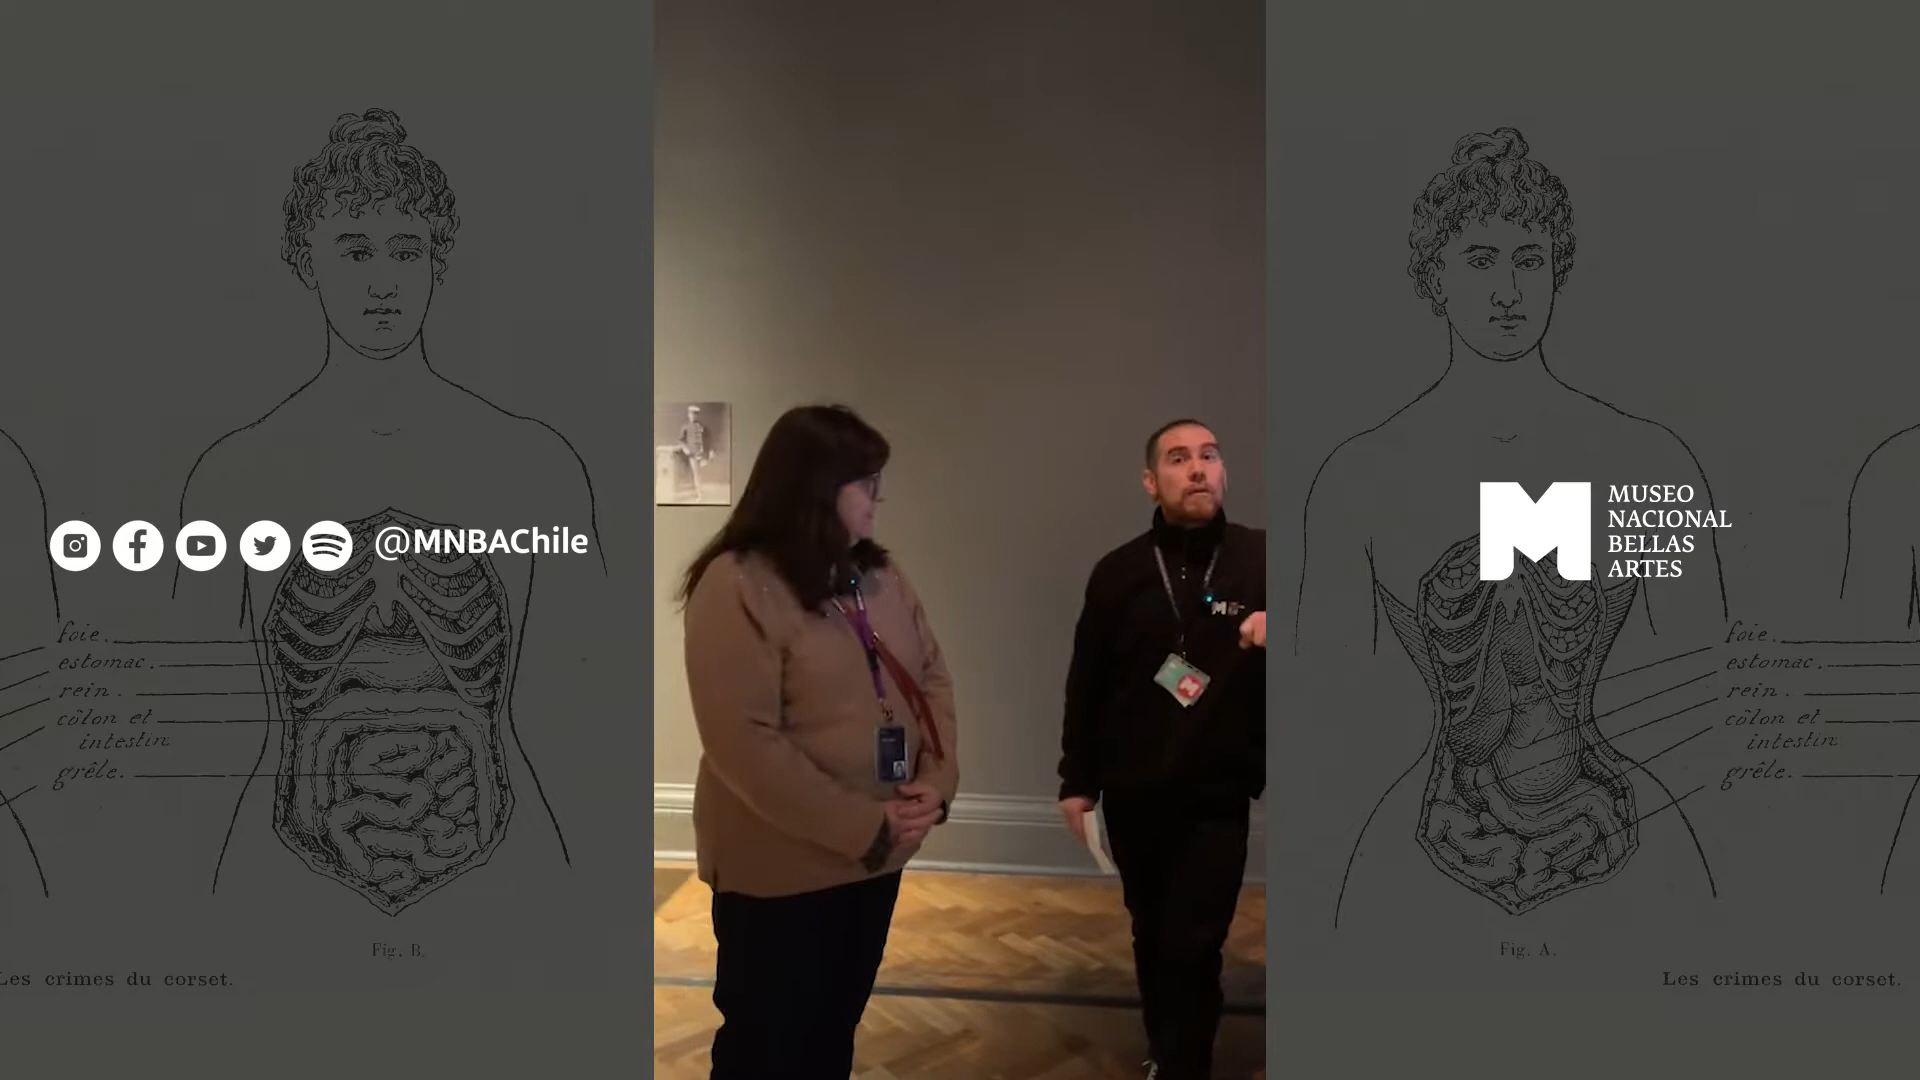 @MNBAChile
foie.
estomac.
rein.
côlon et
intestin
grêle.
Fig. B.
Les crimes du corset.
MUSEO
NACIONAL
BELLAS
ARTES
foie.
estomac.
rein.
côlon et
intestin
grêle.
Fig. A.
Les crimes du corset.